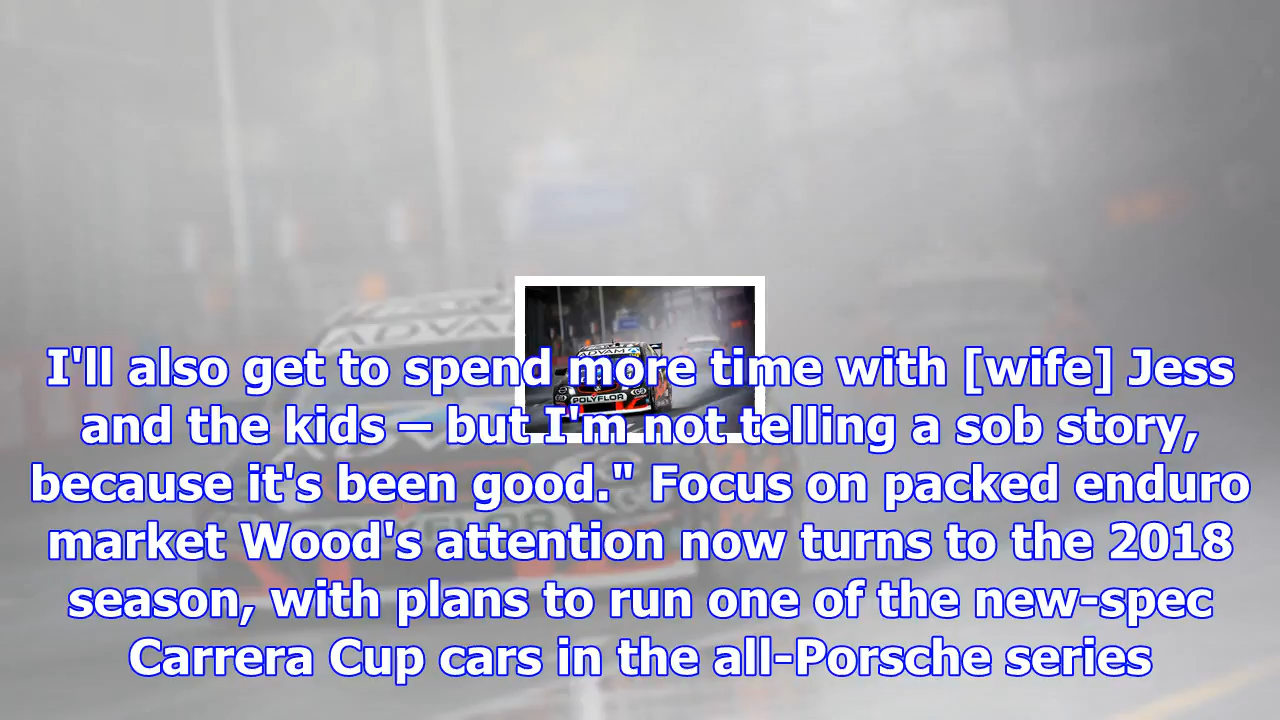 ADVAM
POLYFLOR
I'll also get to spend more time with [wife] Jess
and the kids – but I'm not telling a sob story,
because it's been good." Focus on packed enduro
market Wood's attention now turns to the 2018
season, with plans to run one of the new-spec
Carrera Cup cars in the all-Porsche series